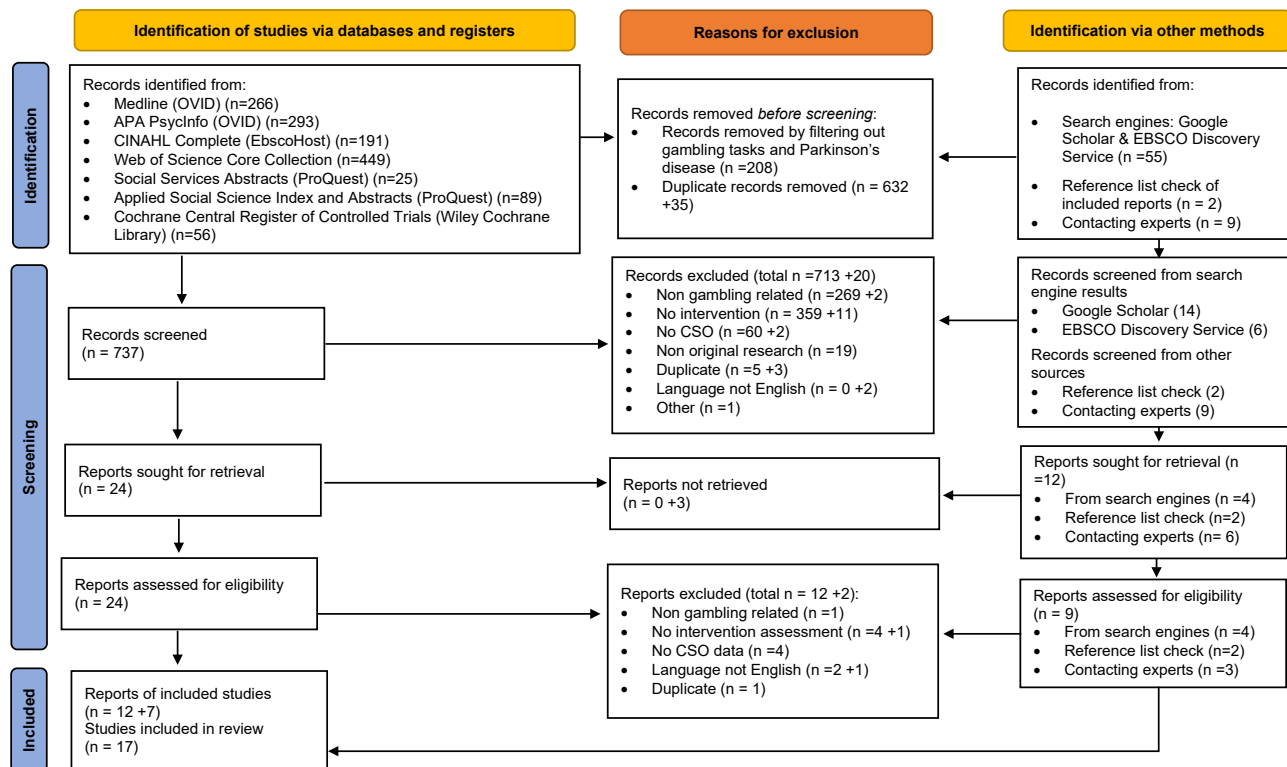 Identification of studies via databases and registers
Reasons for exclusion
Identification via other methods
Identification
Records identified from:
• Medline (OVID) (n=266)
• APA PsycInfo (OVID) (n=293)
• CINAHL Complete (EbscoHost) (n=191)
• Web of Science Core Collection (n=449)
• Social Services Abstracts (ProQuest) (n=25)
• Applied Social Science Index and Abstracts (ProQuest) (n=89)
• Cochrane Central Register of Controlled Trials (Wiley Cochrane
Library) (n=56)
Records removed before screening:
• Records removed by filtering out
gambling tasks and Parkinson's
disease (n =208)
• Duplicate records removed (n = 632
+35)
Records identified from:
• Search engines: Google
Scholar & EBSCO Discovery
Service (n =55)
• Reference list check of
included reports (n = 2)
• Contacting experts (n = 9)
Screening
Records screened
(n = 737)
Records excluded (total n =713 +20)
• Non gambling related (n =269 +2)
• No intervention (n = 359 +11)
• No CSO (n =60 +2)
• Non original research (n =19)
• Duplicate (n =5 +3)
• Language not English (n = 0 +2)
• Other (n =1)
Records screened from search
engine results
• Google Scholar (14)
• EBSCO Discovery Service (6)
Records screened from other
sources
• Reference list check (2)
• Contacting experts (9)
Reports sought for retrieval
(n = 24)
Reports not retrieved
(n = 0 +3)
Reports sought for retrieval (n
=12)
• From search engines (n =4)
• Reference list check (n=2)
• Contacting experts (n= 6)
Reports assessed for eligibility
(n = 24)
Reports excluded (total n = 12 +2):
• Non gambling related (n =1)
• No intervention assessment (n =4 +1)
• No CSO data (n =4)
• Language not English (n =2 +1)
• Duplicate (n = 1)
Reports assessed for eligibility
(n = 9)
• From search engines (n =4)
• Reference list check (n=2)
• Contacting experts (n =3)
Included
Reports of included studies
(n = 12 +7)
Studies included in review
(n = 17)